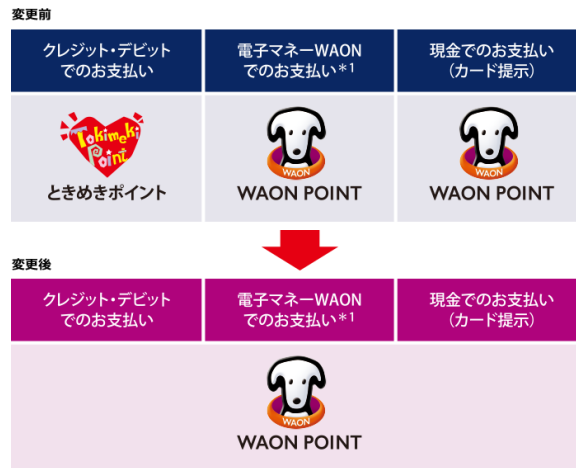 変更前
クレジット・デビット
でのお支払い
電子マネーWAON
でのお支払い*1
現金でのお支払い
（カード提示）
Tokimeki
Point
ときめきポイント
WAON
WAON POINT
WAON
WAON POINT
変更後
クレジット・デビット
でのお支払い
電子マネーWAON
でのお支払い*1
現金でのお支払い
（カード提示）
WAON
WAON POINT